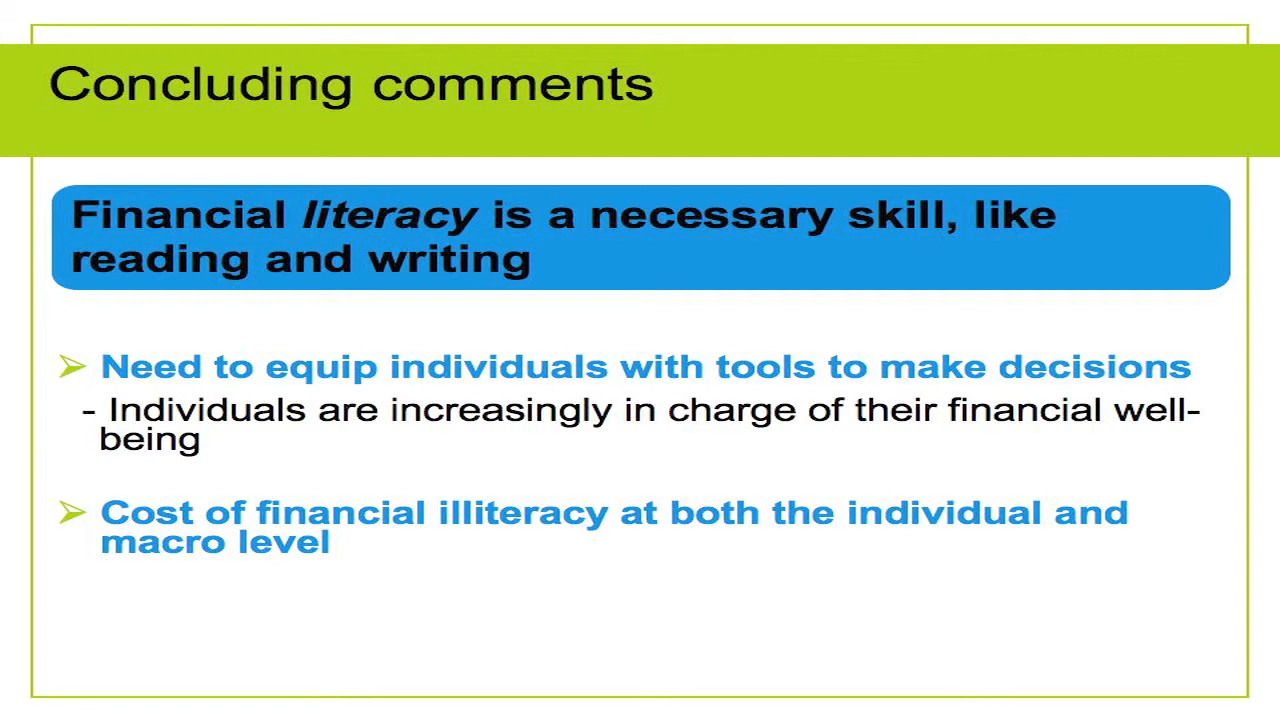 Concluding comments
Financial literacy is a necessary skill, like
reading and writing
Need to equip individuals with tools to make decisions
- Individuals are increasingly in charge of their financial well-
being
Cost of financial illiteracy at both the individual and
macro level